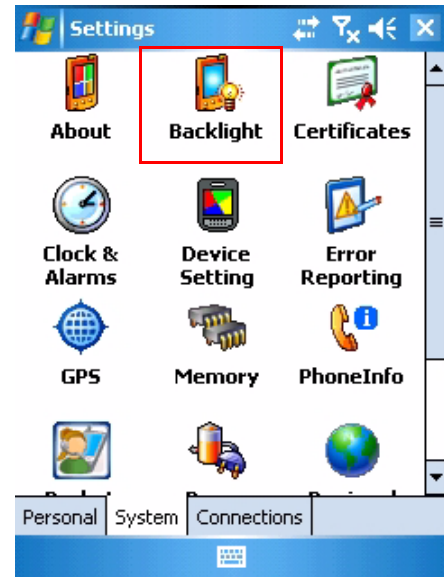 Settings
About Backlight Certificates
Clock & Device Error
Alarms Setting Reporting
GPS Memory PhoneInfo
Personal System Connections